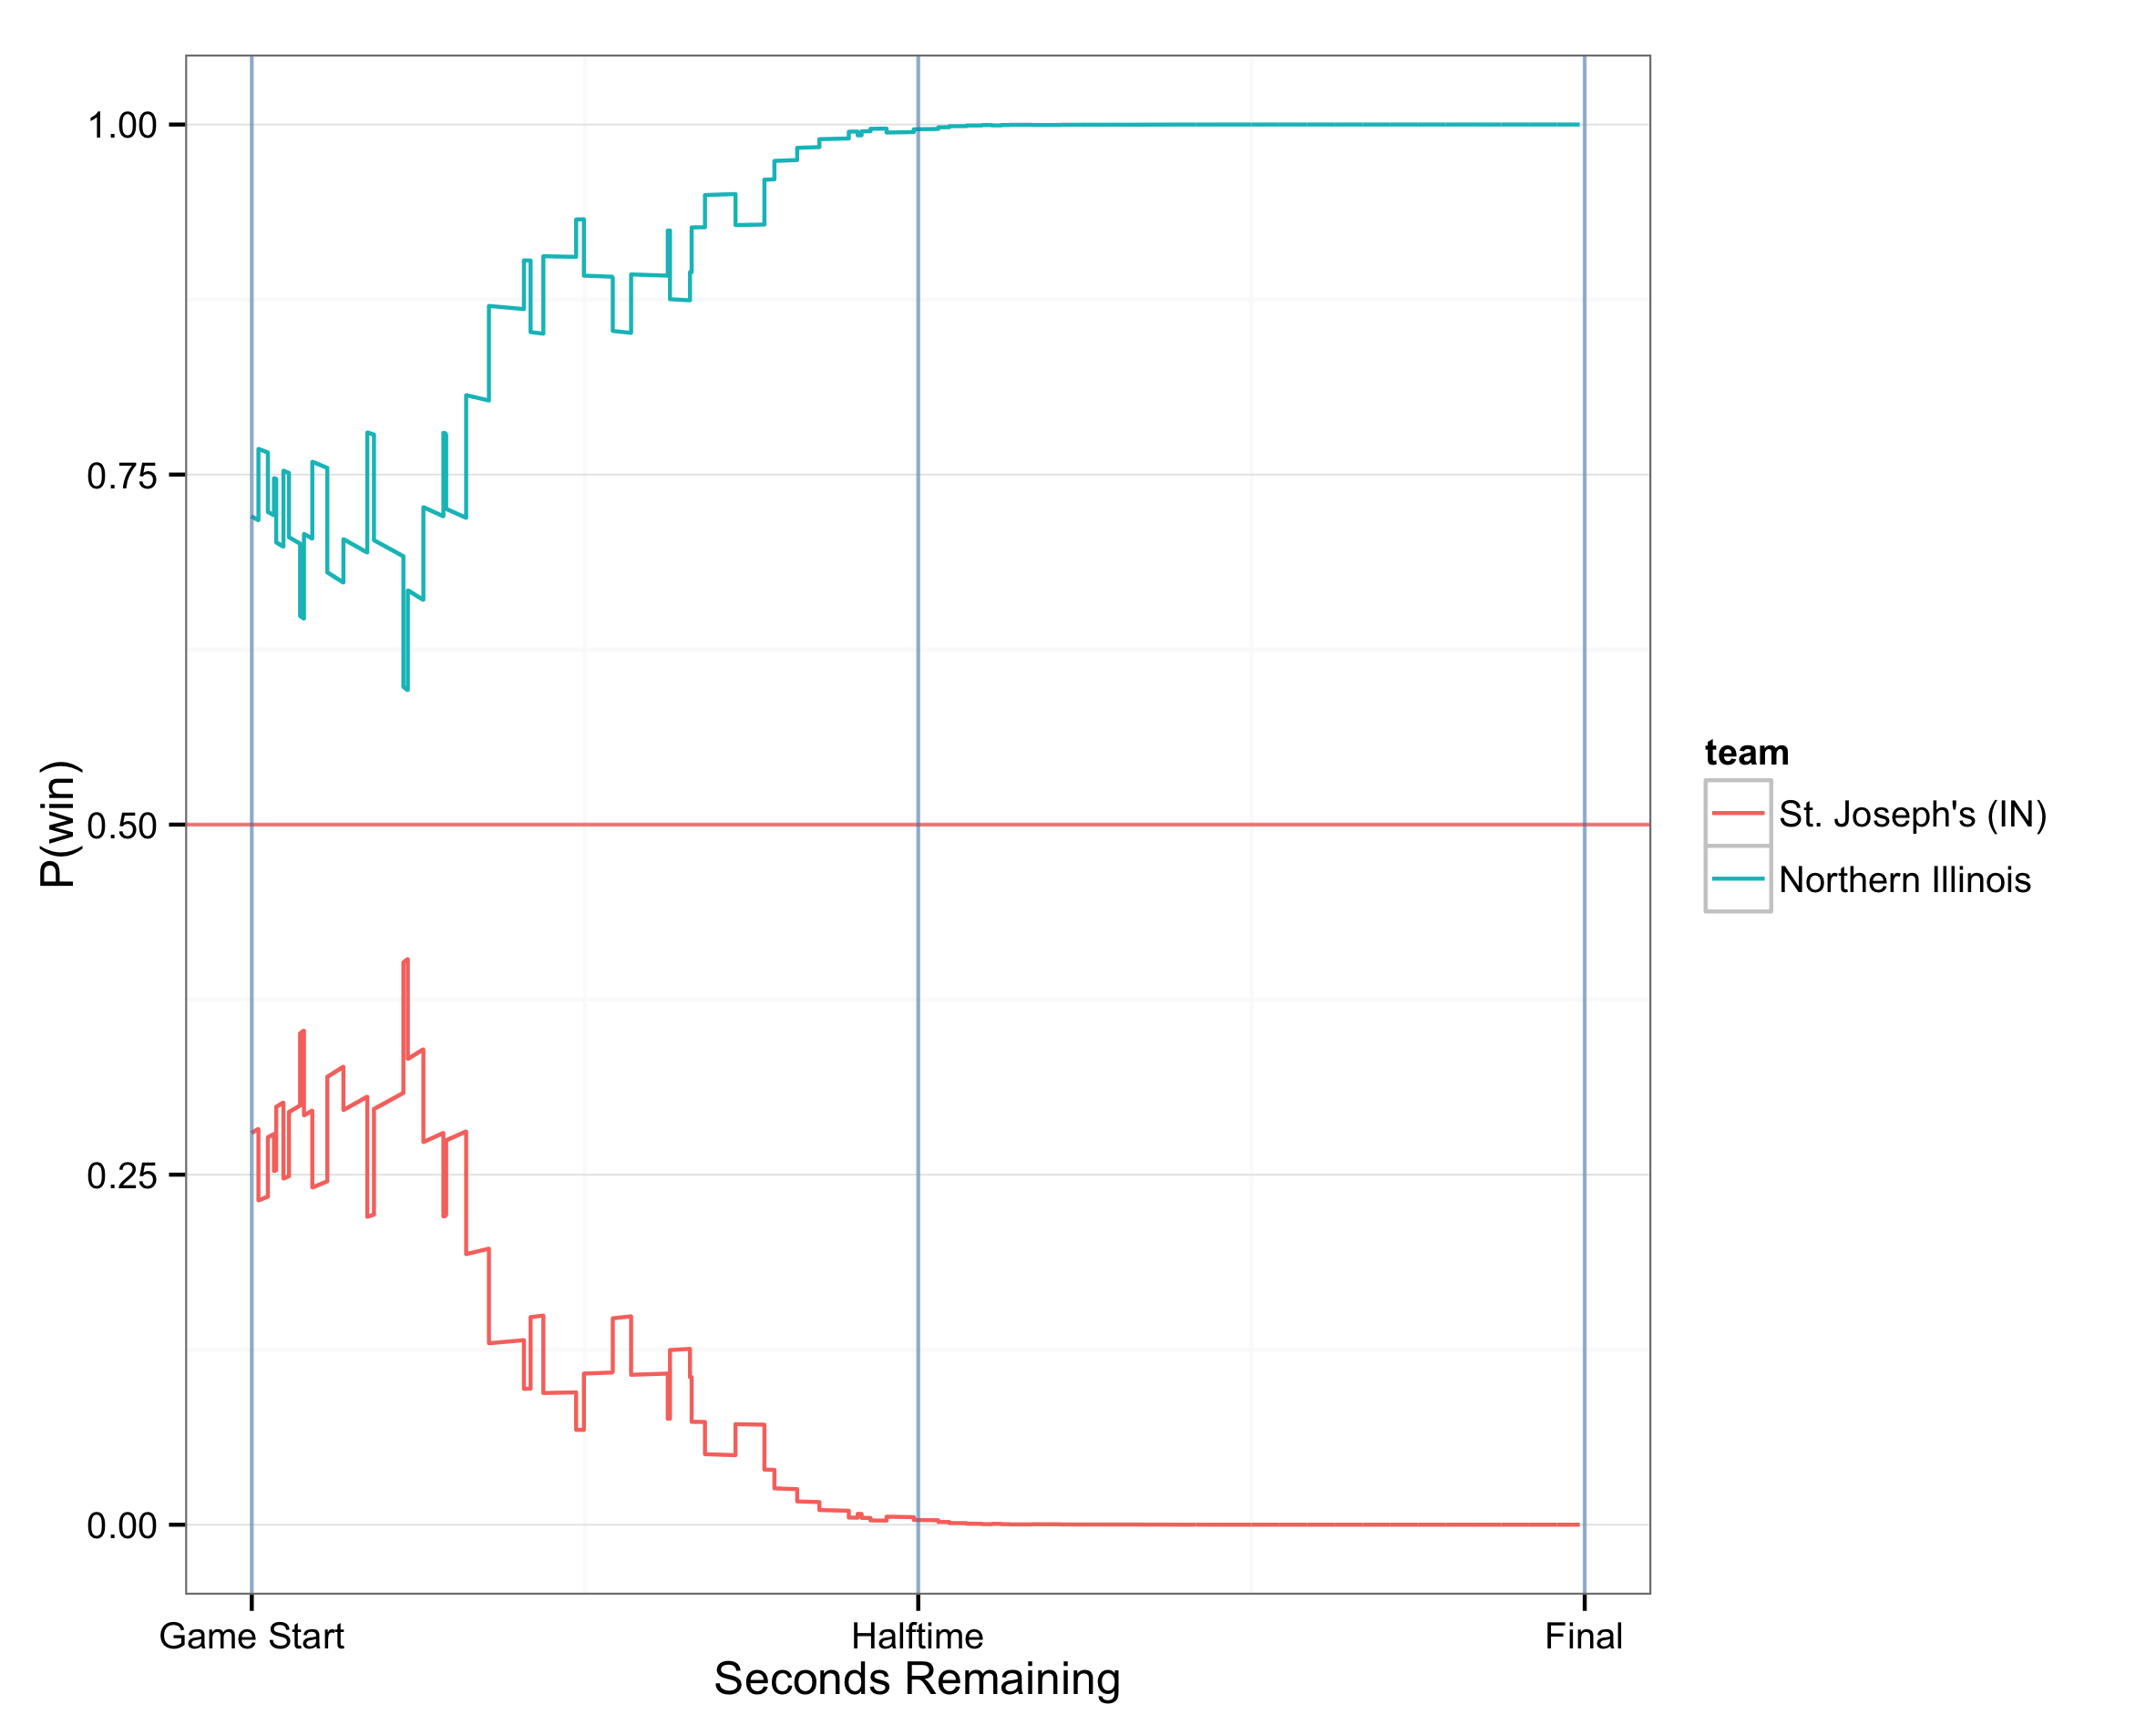 P(win)
1.00
0.75
0.50
0.25
0.00
Game Start
Halftime
Final
Seconds Remaining
team
St. Joseph's (IN)
Northern Illinois